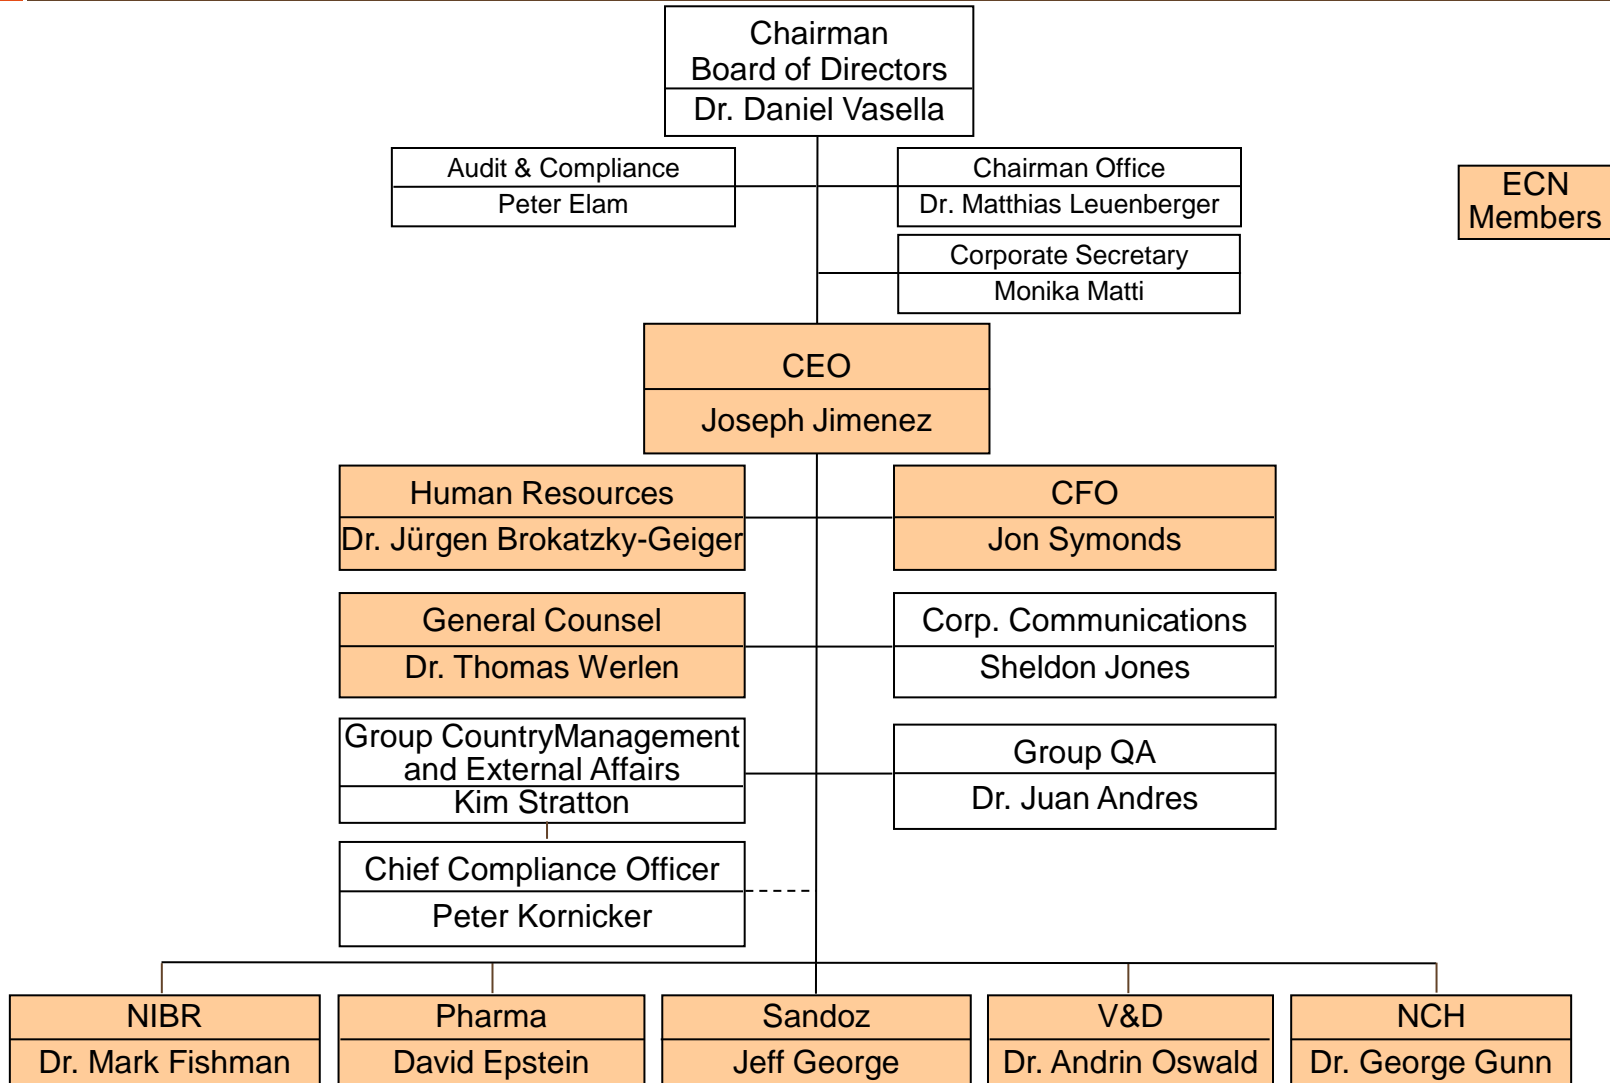 Chairman
Board of Directors
Dr. Daniel Vasella
Audit & Compliance
Peter Elam
Chairman Office
Dr. Matthias Leuenberger
ECN
Members
Corporate Secretary
Monika Matti
CEO
Joseph Jimenez
Human Resources
Dr. Jürgen Brokatzky-Geiger
CFO
Jon Symonds
General Counsel
Dr. Thomas Werlen
Corp. Communications
Sheldon Jones
Group CountryManagement
and External Affairs
Kim Stratton
Group QA
Dr. Juan Andres
Chief Compliance Officer
Peter Kornicker
NIBR
Dr. Mark Fishman
Pharma
David Epstein
Sandoz
Jeff George
V&D
Dr. Andrin Oswald
NCH
Dr. George Gunn